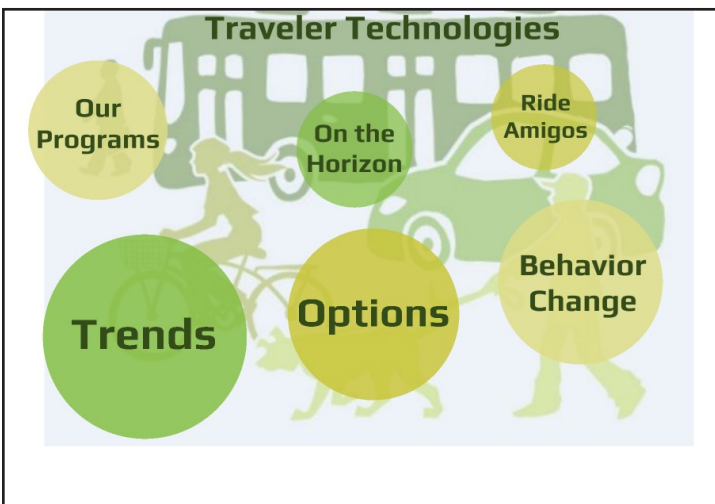 Traveler Technologies
Our
Programs
On the
Horizon
Ride
Amigos
Trends
Options
Behavior
Change